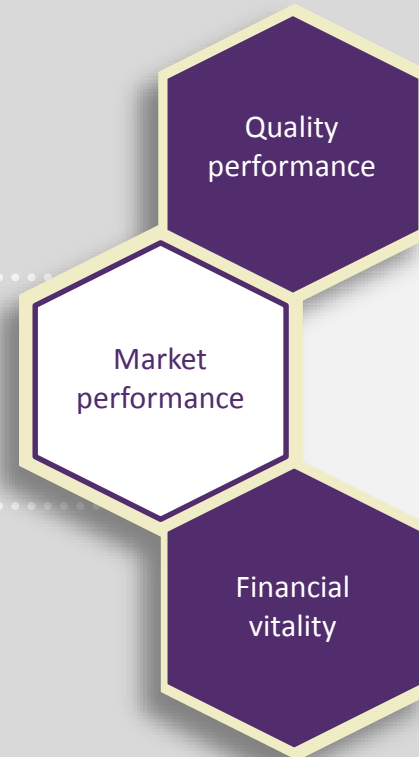 Quality
performance
Market
performance
Financial
vitality